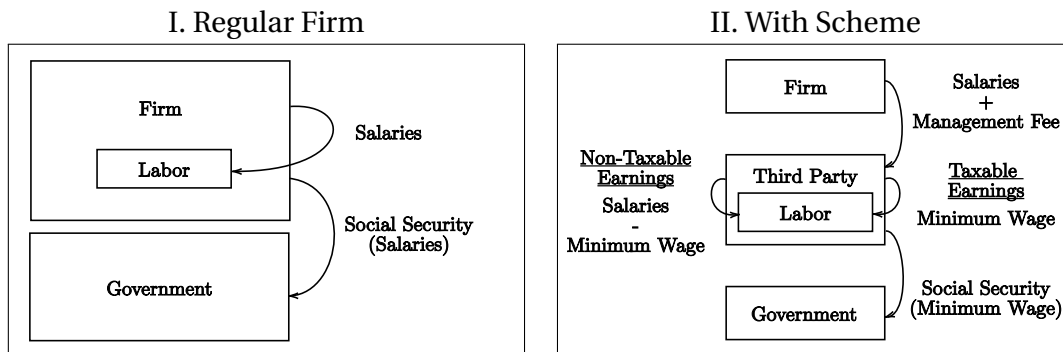 I. Regular Firm
Firm
Labor
Salaries
Social Security
(Salaries)
Government
II. With Scheme
Firm
Salaries
+
Management Fee
Non-Taxable
Earnings
Salaries
-
Minimum Wage
Third Party
Labor
Taxable
Earnings
Minimum Wage
Social Security
(Minimum Wage)
Government